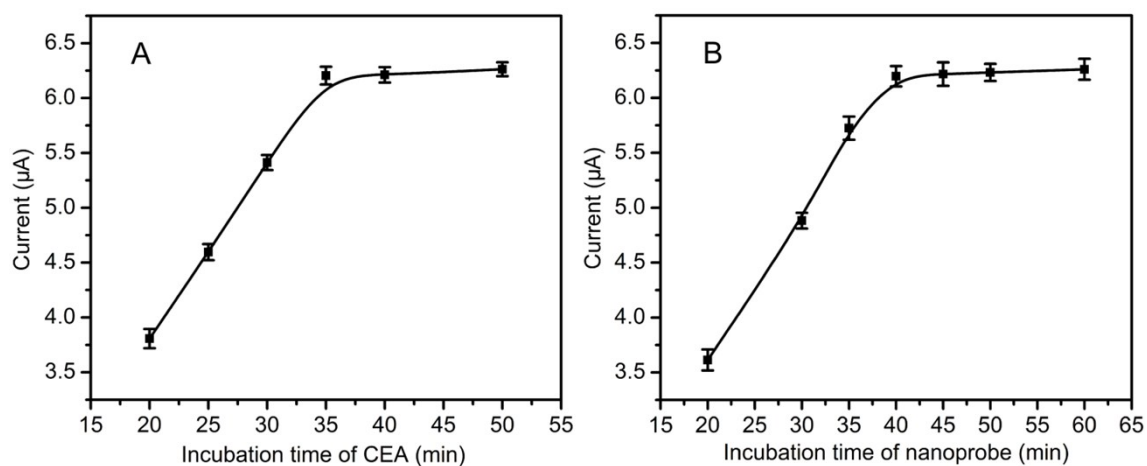 A
6.5
6.0
5.5
5.0
4.5
4.0
3.5
Current (μA)
15 20 25 30 35 40 45 50 55
Incubation time of CEA (min)
B
6.5
6.0
5.5
5.0
4.5
4.0
3.5
Current (μA)
15 20 25 30 35 40 45 50 55 60 65
Incubation time of nanoprobe (min)